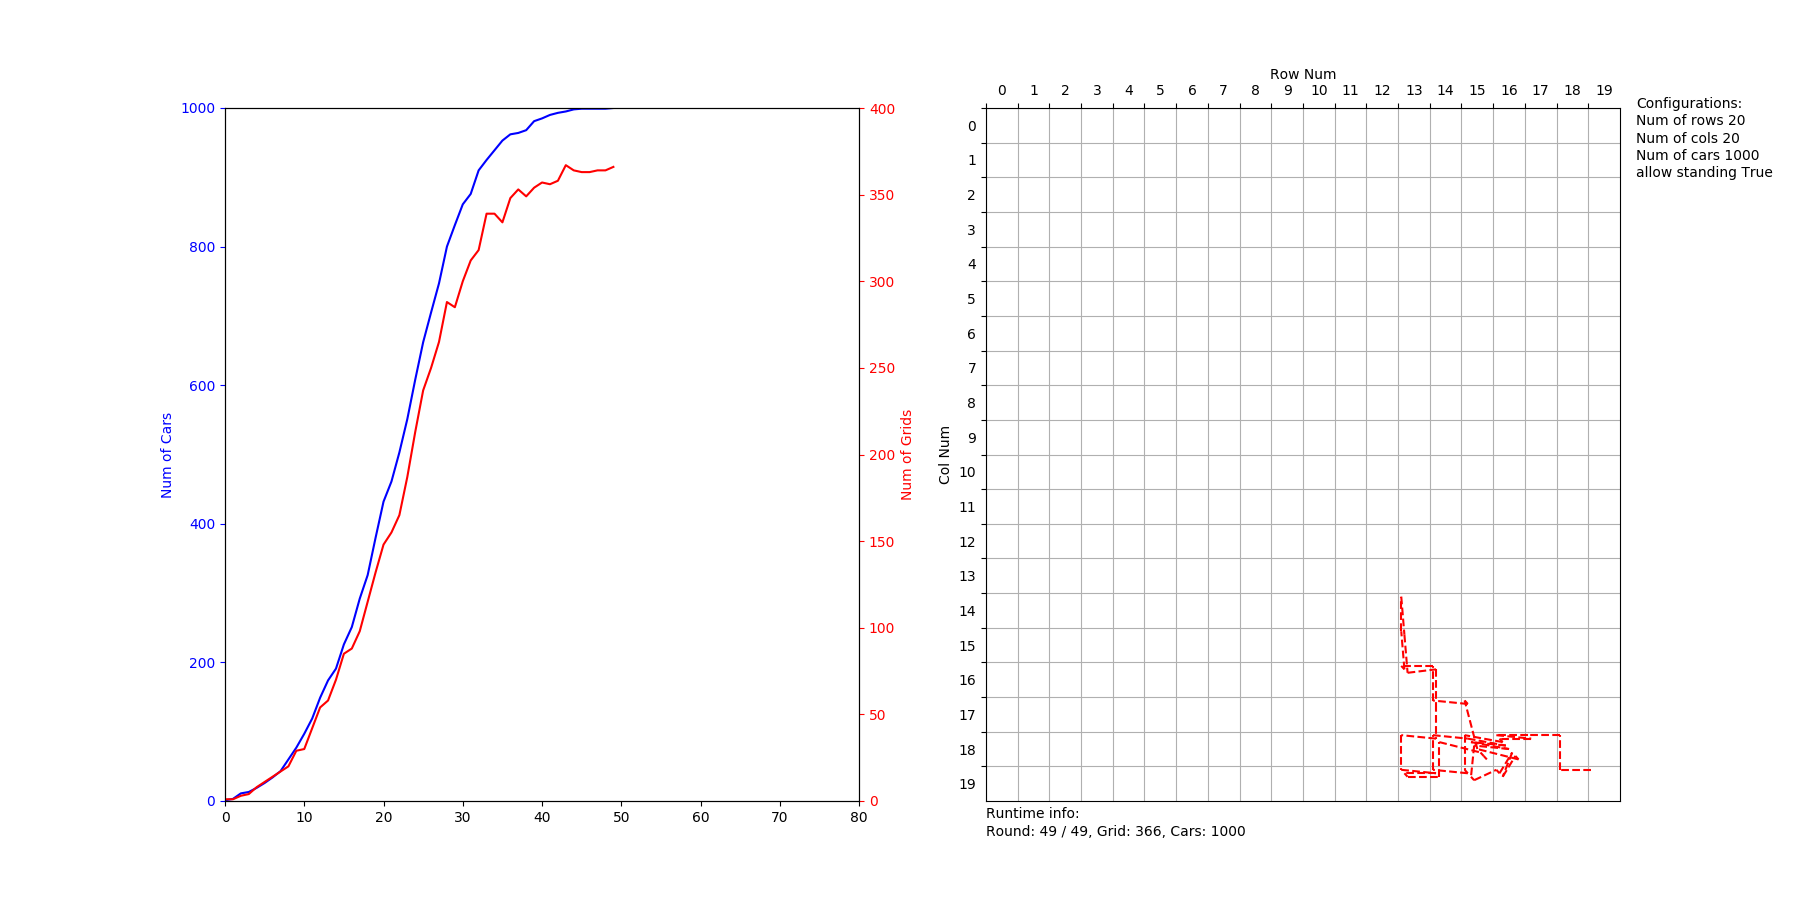 1000
800
600
400
200
0
Num of Cars
0 10 20 30 40 50 60 70 80
400
350
300
250
200
150
100
50
0
Num of Grids
Row Num
0 1 2 3 4 5 6 7 8 9 10 11 12 13 14 15 16 17 18 19
Col Num
0
1
2
3
4
5
6
7
8
9
10
11
12
13
14
15
16
17
18
19
Configurations:
Num of rows 20
Num of cols 20
Num of cars 1000
allow standing True
Runtime info:
Round: 49 / 49, Grid: 366, Cars: 1000